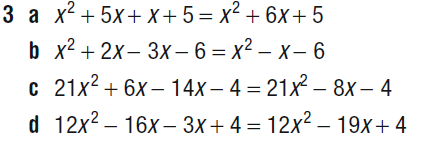 3 a x² + 5x + x + 5 = x² + 6x + 5
b x² + 2x – 3x – 6 = x² – x – 6
c 21x² + 6x – 14x – 4 = 21x² – 8x – 4
d 12x² – 16x – 3x + 4 = 12x² – 19x + 4